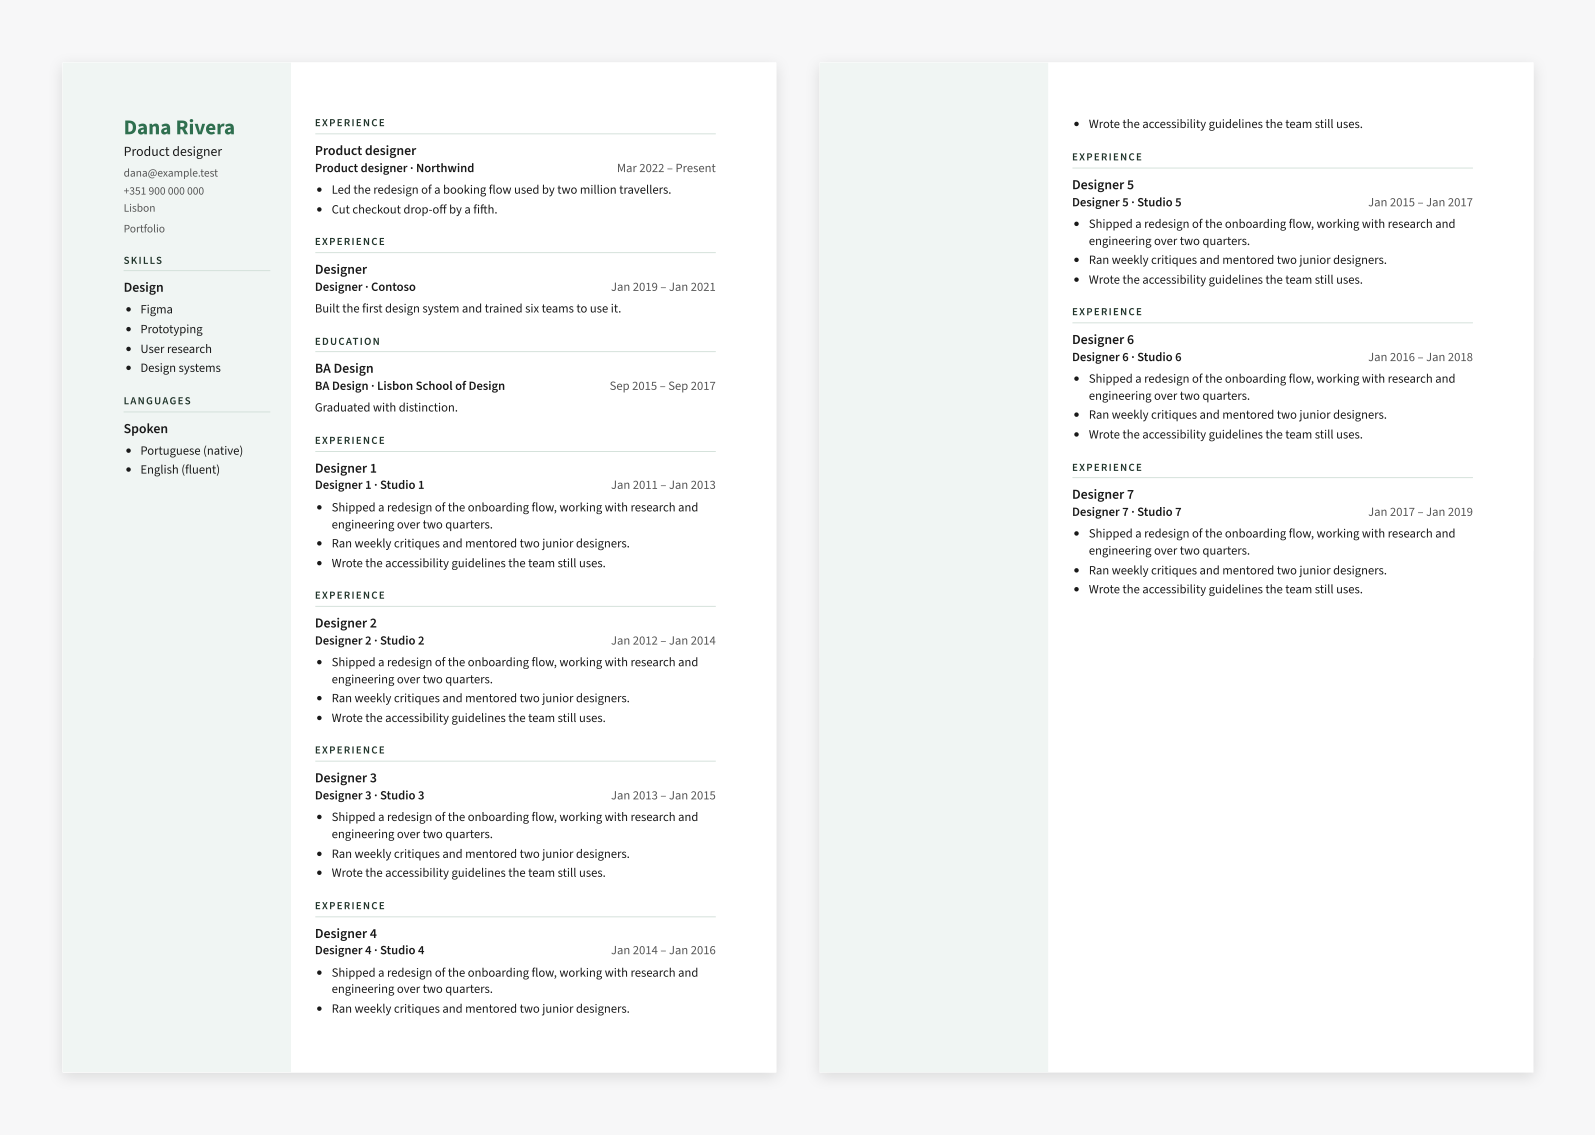 Dana Rivera
Product designer
dana@example.test
+351 900 000 000
Lisbon
Portfolio
SKILLS
Design
• Figma
• Prototyping
• User research
• Design systems
LANGUAGES
Spoken
• Portuguese (native)
• English (fluent)
EXPERIENCE
Product designer
Product designer · Northwind Mar 2022 – Present
• Led the redesign of a booking flow used by two million travellers.
• Cut checkout drop-off by a fifth.
EXPERIENCE
Designer
Designer · Contoso Jan 2019 – Jan 2021
Built the first design system and trained six teams to use it.
EDUCATION
BA Design
BA Design · Lisbon School of Design Sep 2015 – Sep 2017
Graduated with distinction.
EXPERIENCE
Designer 1
Designer 1 · Studio 1 Jan 2011 – Jan 2013
• Shipped a redesign of the onboarding flow, working with research and
engineering over two quarters.
• Ran weekly critiques and mentored two junior designers.
• Wrote the accessibility guidelines the team still uses.
EXPERIENCE
Designer 2
Designer 2 · Studio 2 Jan 2012 – Jan 2014
• Shipped a redesign of the onboarding flow, working with research and
engineering over two quarters.
• Ran weekly critiques and mentored two junior designers.
• Wrote the accessibility guidelines the team still uses.
EXPERIENCE
Designer 3
Designer 3 · Studio 3 Jan 2013 – Jan 2015
• Shipped a redesign of the onboarding flow, working with research and
engineering over two quarters.
• Ran weekly critiques and mentored two junior designers.
• Wrote the accessibility guidelines the team still uses.
EXPERIENCE
Designer 4
Designer 4 · Studio 4 Jan 2014 – Jan 2016
• Shipped a redesign of the onboarding flow, working with research and
engineering over two quarters.
• Ran weekly critiques and mentored two junior designers.
• Wrote the accessibility guidelines the team still uses.
EXPERIENCE
Designer 5
Designer 5 · Studio 5 Jan 2015 – Jan 2017
• Shipped a redesign of the onboarding flow, working with research and
engineering over two quarters.
• Ran weekly critiques and mentored two junior designers.
• Wrote the accessibility guidelines the team still uses.
EXPERIENCE
Designer 6
Designer 6 · Studio 6 Jan 2016 – Jan 2018
• Shipped a redesign of the onboarding flow, working with research and
engineering over two quarters.
• Ran weekly critiques and mentored two junior designers.
• Wrote the accessibility guidelines the team still uses.
EXPERIENCE
Designer 7
Designer 7 · Studio 7 Jan 2017 – Jan 2019
• Shipped a redesign of the onboarding flow, working with research and
engineering over two quarters.
• Ran weekly critiques and mentored two junior designers.
• Wrote the accessibility guidelines the team still uses.